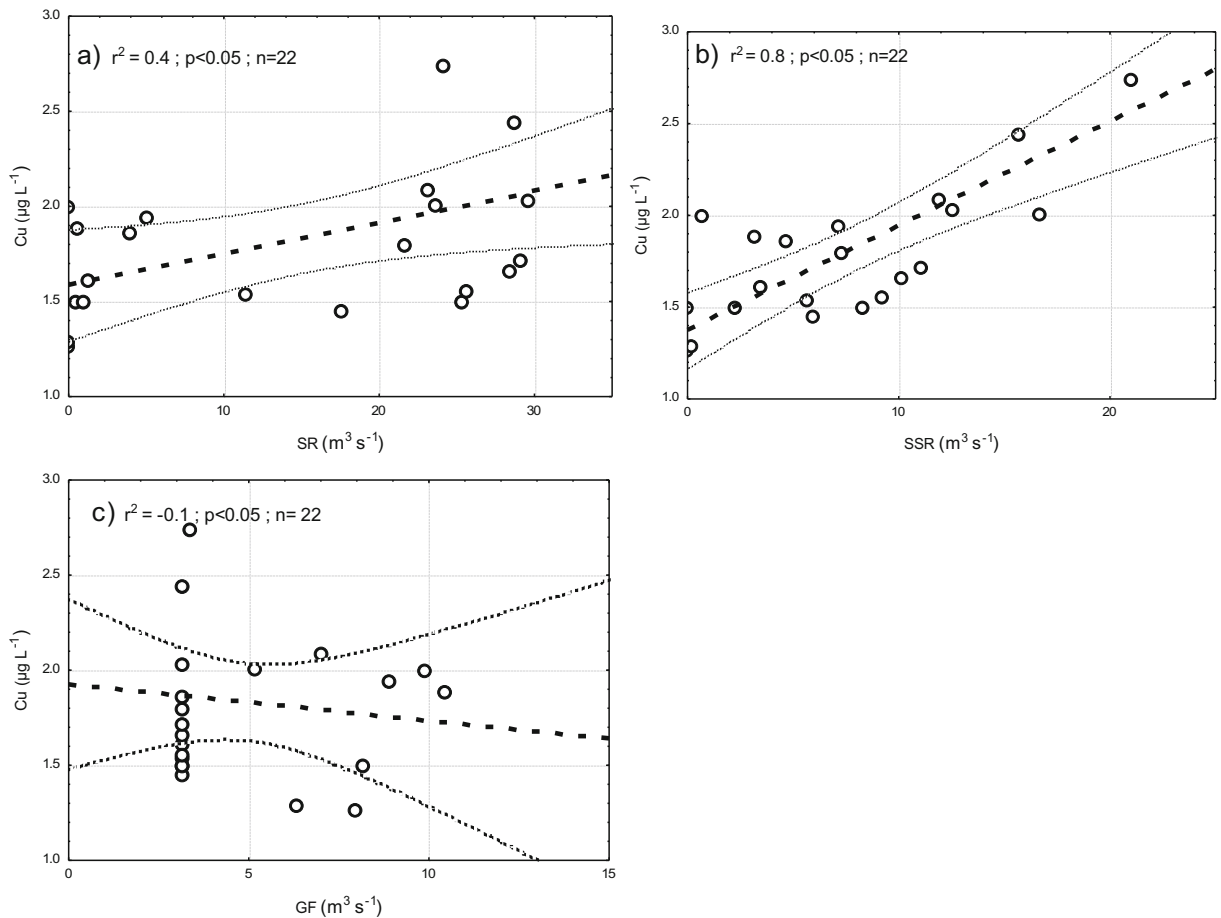 a) r² = 0.4 ; p<0.05 ; n=22
3.0
2.5
2.0
1.5
1.0
Cu (µg L⁻¹)
0 10 20 30
SR (m³ s⁻¹)
b) r² = 0.8 ; p<0.05 ; n=22
3.0
2.5
2.0
1.5
1.0
Cu (µg L⁻¹)
0 10 20
SSR (m³ s⁻¹)
c) r² = -0.1 ; p<0.05 ; n= 22
3.0
2.5
2.0
1.5
1.0
Cu (µg L⁻¹)
0 5 10 15
GF (m³ s⁻¹)